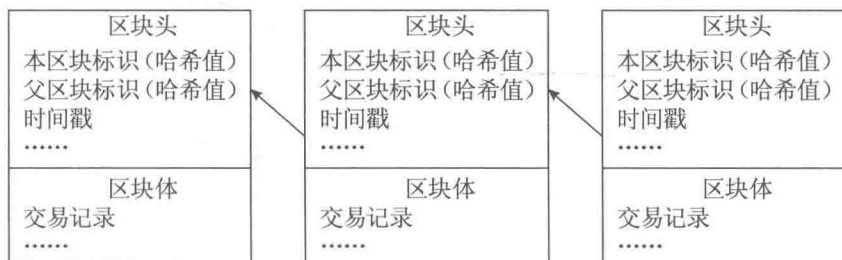 区块头
本区块标识(哈希值)
父区块标识(哈希值)
时间戳
……
区块体
交易记录
……
区块头
本区块标识(哈希值)
父区块标识(哈希值)
时间戳
……
区块体
交易记录
……
区块头
本区块标识(哈希值)
父区块标识(哈希值)
时间戳
……
区块体
交易记录
……